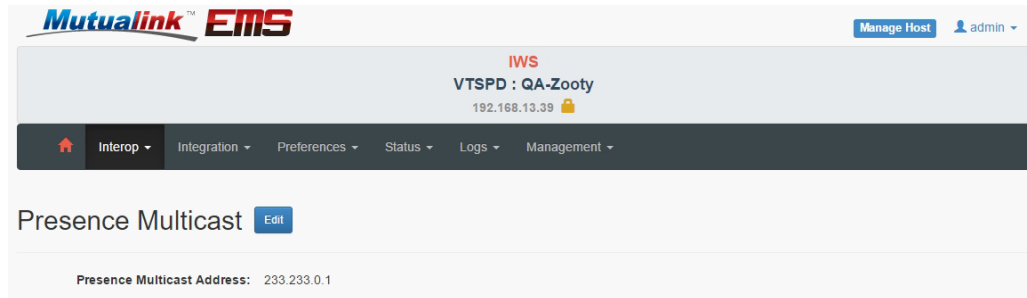 Mutualink™ EMS
Manage Host admin
IWS
VTSPD : QA-Zooty
192.168.13.39
Interop Integration Preferences Status Logs Management
Presence Multicast Edit
Presence Multicast Address: 233.233.0.1